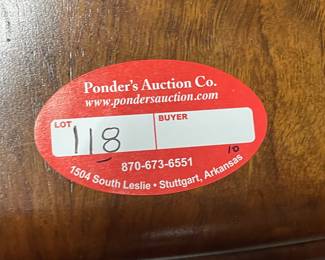 Ponder's Auction Co.
www.pondersauction.com
LOT BUYER
118
10
870-673-6551
1504 South Leslie • Stuttgart, Arkansas